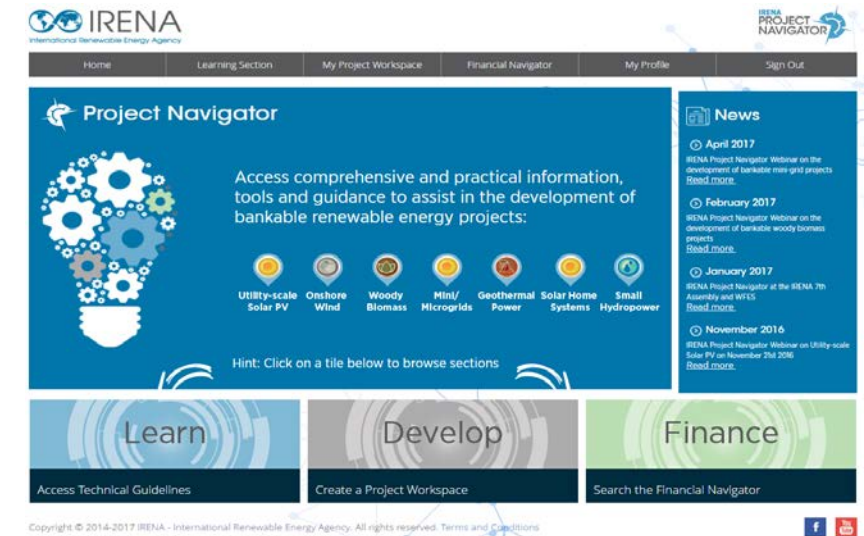 IRENA
International Renewable Energy Agency
IRENA
PROJECT
NAVIGATOR
Home
Learning Section
My Project Workspace
Financial Navigator
My Profile
Sign Out
Project Navigator
Access comprehensive and practical information,
tools and guidance to assist in the development of
bankable renewable energy projects:
Utility-scale
Solar PV
Onshore
Wind
Woody
Biomass
Mini/
Microgrids
Geothermal
Power
Solar Home
Systems
Small
Hydropower
Hint: Click on a tile below to browse sections
News
April 2017
IRENA Project Navigator Webinar on the
development of bankable mini-grid projects
Read more
February 2017
IRENA Project Navigator Webinar on the
development of bankable woody biomass
projects
Read more
January 2017
IRENA Project Navigator at the IRENA 7th
Assembly and WFES
Read more
November 2016
IRENA Project Navigator Webinar on Utility-scale
Solar PV on November 21st 2016
Read more
Learn
Access Technical Guidelines
Develop
Create a Project Workspace
Finance
Search the Financial Navigator
Copyright © 2014-2017 IRENA - International Renewable Energy Agency. All rights reserved. Terms and Conditions
f
You
Tube